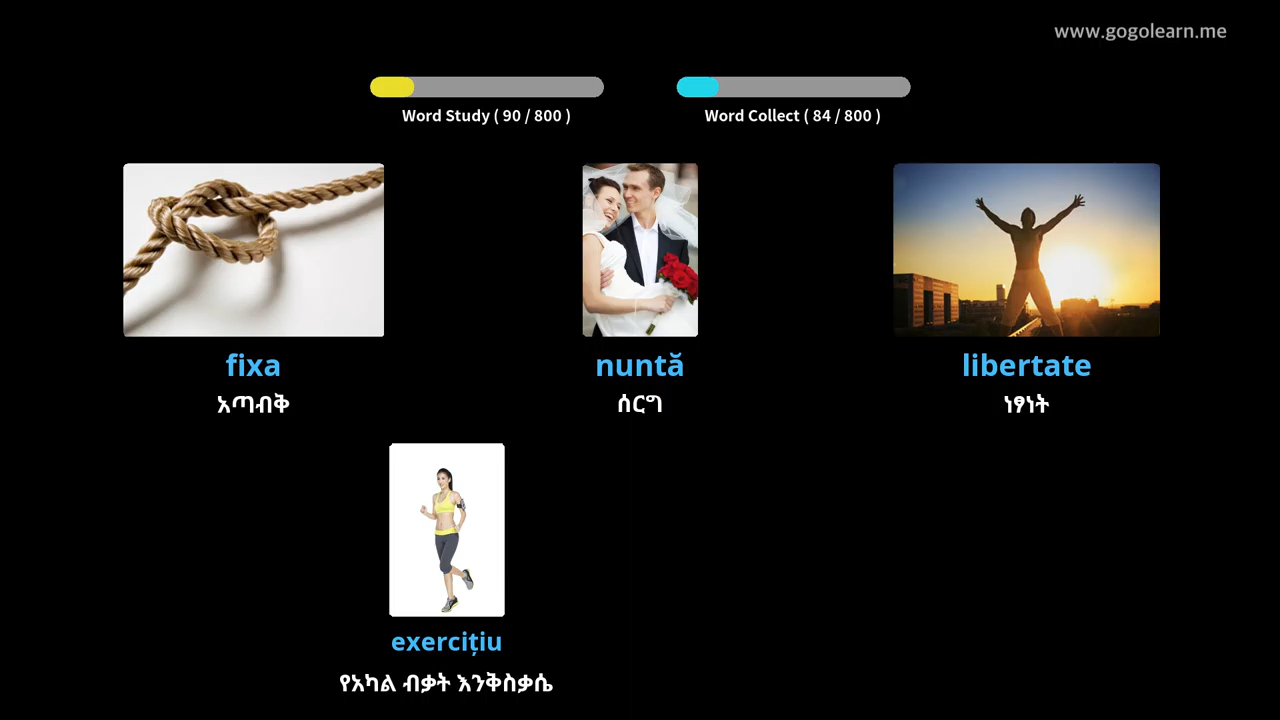 www.gogolearn.me
Word Study ( 90 / 800 )
Word Collect ( 84 / 800 )
fixa
አጣብቅ
nuntă
ሰርግ
libertate
ነፃነት
exercițiu
የአካል ብቃት እንቅስቃሴ